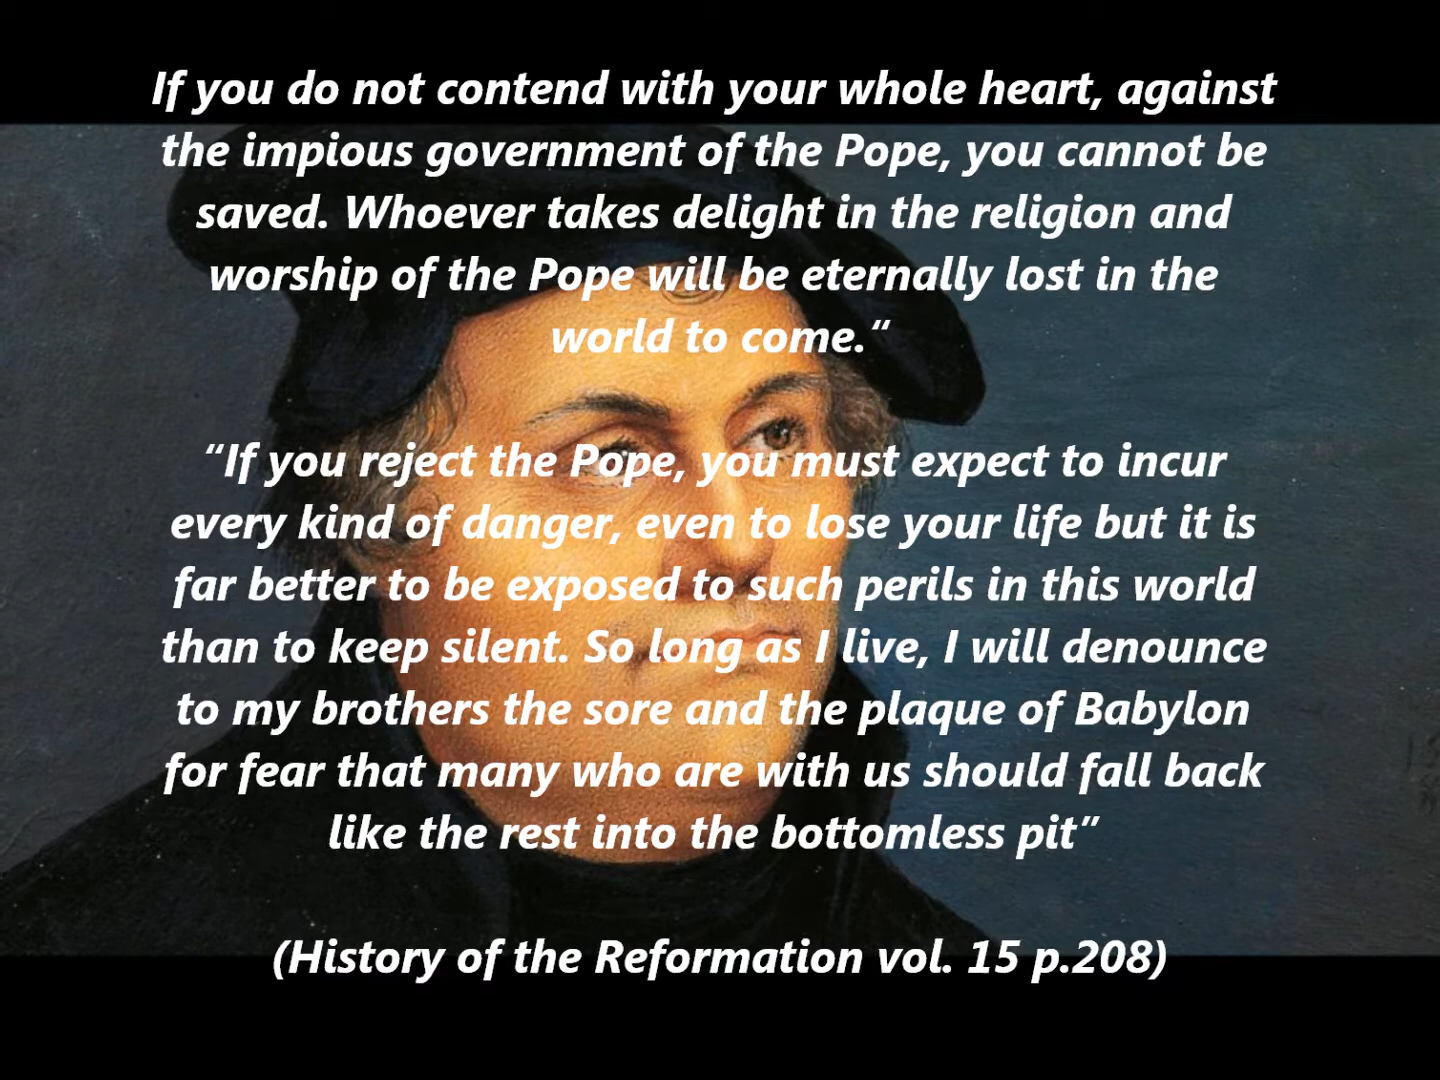 If you do not contend with your whole heart, against
the impious government of the Pope, you cannot be
saved. Whoever takes delight in the religion and
worship of the Pope will be eternally lost in the
world to come.“
“If you reject the Pope, you must expect to incur
every kind of danger, even to lose your life but it is
far better to be exposed to such perils in this world
than to keep silent. So long as I live, I will denounce
to my brothers the sore and the plaque of Babylon
for fear that many who are with us should fall back
like the rest into the bottomless pit”
(History of the Reformation vol. 15 p.208)